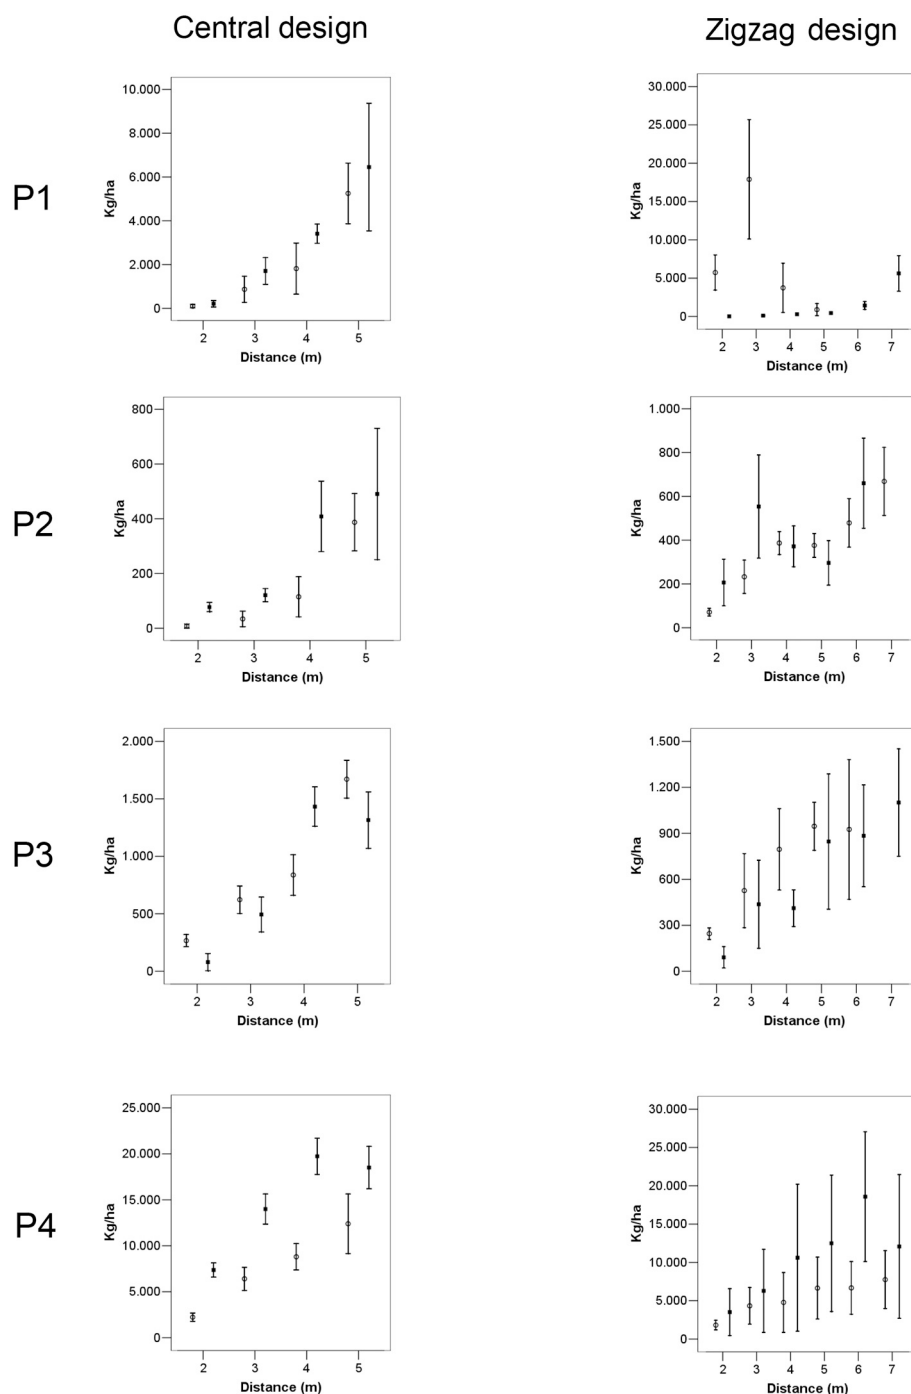 Central design
Zigzag design
P1
10.000
8.000
6.000
4.000
2.000
0
Kg/ha
2 3 4 5
Distance (m)
30.000
25.000
20.000
15.000
10.000
5.000
0
Kg/ha
2 3 4 5 6 7
Distance (m)
P2
800
600
400
200
0
Kg/ha
2 3 4 5
Distance (m)
1.000
800
600
400
200
0
Kg/ha
2 3 4 5 6 7
Distance (m)
P3
2.000
1.500
1.000
500
0
Kg/ha
2 3 4 5
Distance (m)
1.500
1.200
900
600
300
0
Kg/ha
2 3 4 5 6 7
Distance (m)
P4
25.000
20.000
15.000
10.000
5.000
0
Kg/ha
2 3 4 5
Distance (m)
30.000
25.000
20.000
15.000
10.000
5.000
0
Kg/ha
2 3 4 5 6 7
Distance (m)